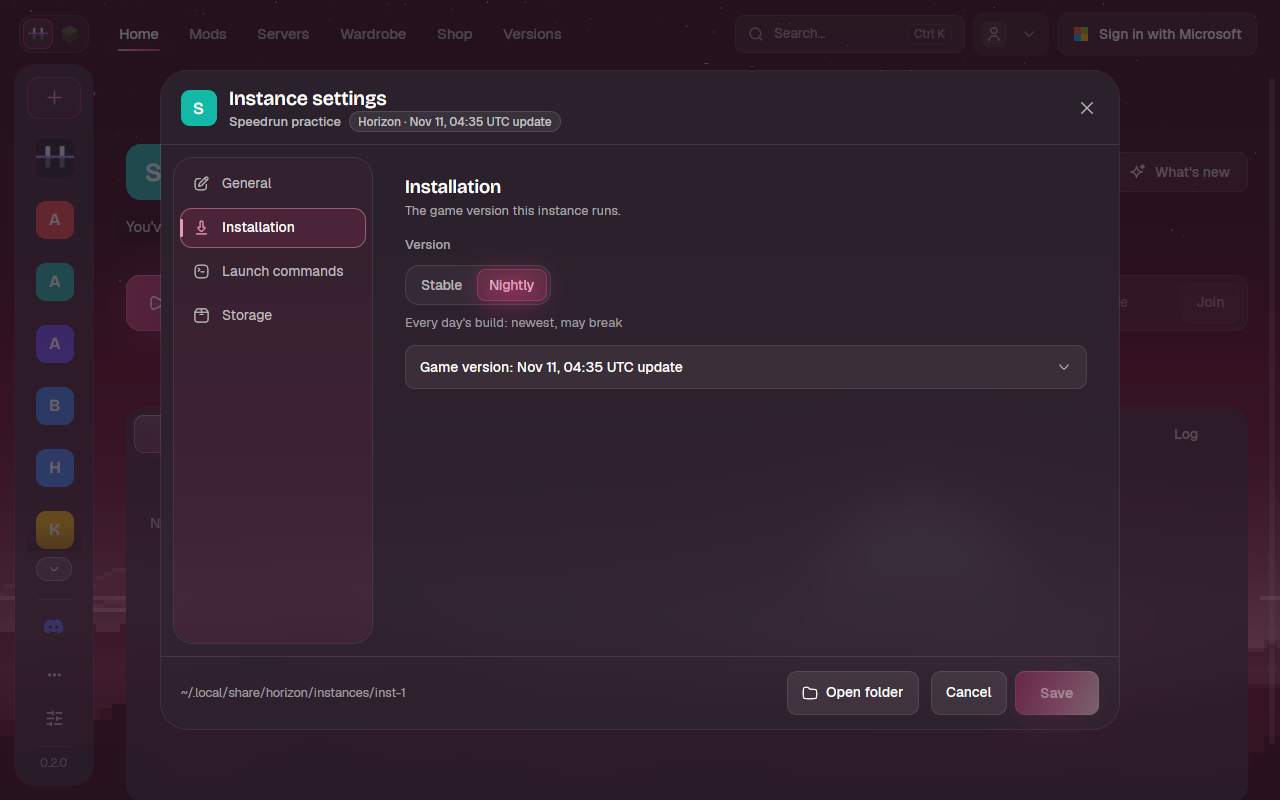 Home
Mods
Servers
Wardrobe
Shop
Versions
Search...
Ctrl K
Sign in with Microsoft
Instance settings
S
Speedrun practice
Horizon · Nov 11, 04:35 UTC update
A
S
What's new
General
Installation
The game version this instance runs.
You'v
Installation
Version
Launch commands
A
Stable
Nightly
Join
Storage
Every day's build: newest, may break
A
Game version: Nov 11, 04:35 UTC update
B
Log
H
N
K
Discord
~/.local/share/horizon/instances/inst-1
Open folder
Cancel
Save
0.2.0